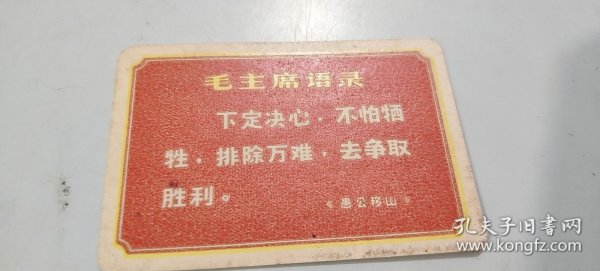 毛主席语录
下定决心，不怕牺
牲，排除万难，去争取
胜利。
《愚公移山》
孔夫子旧书网
www.kongfz.com